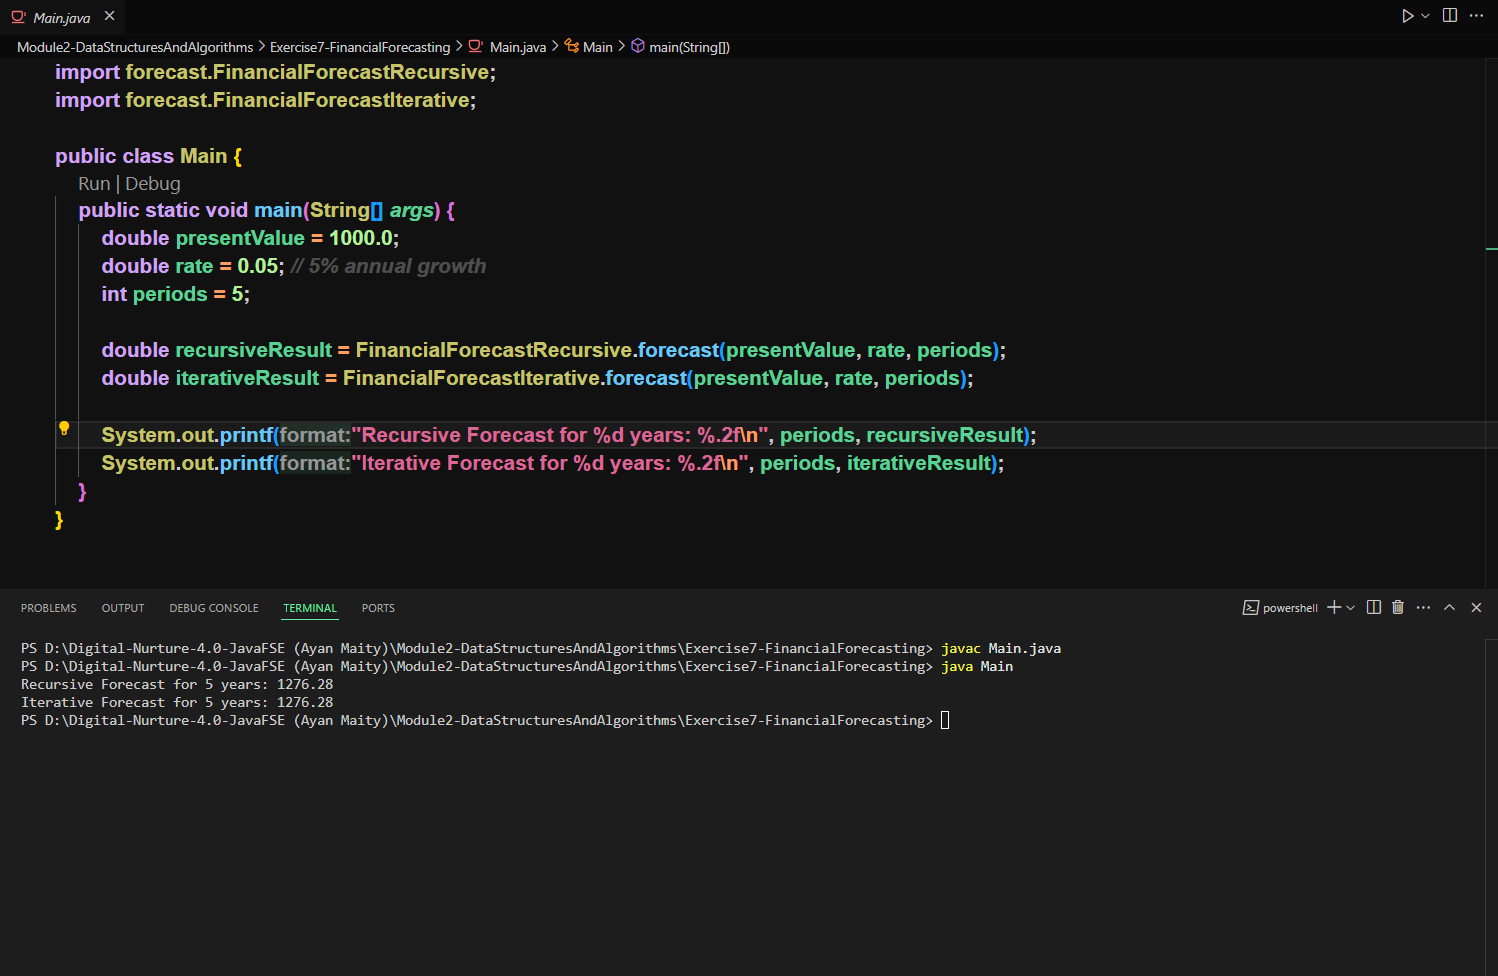 Main.java
Module2-DataStructuresAndAlgorithms > Exercise7-FinancialForecasting > Main.java > Main > main(String[])
import forecast.FinancialForecastRecursive;
import forecast.FinancialForecastIterative;
public class Main {
Run | Debug
public static void main(String[] args) {
double presentValue = 1000.0;
double rate = 0.05; // 5% annual growth
int periods = 5;
double recursiveResult = FinancialForecastRecursive.forecast(presentValue, rate, periods);
double iterativeResult = FinancialForecastIterative.forecast(presentValue, rate, periods);
System.out.printf(format:"Recursive Forecast for %d years: %.2f\n", periods, recursiveResult);
System.out.printf(format:"Iterative Forecast for %d years: %.2f\n", periods, iterativeResult);
}
}
PROBLEMS OUTPUT DEBUG CONSOLE TERMINAL PORTS powershell
PS D:\Digital-Nurture-4.0-JavaFSE (Ayan Maity)\Module2-DataStructuresAndAlgorithms\Exercise7-FinancialForecasting> javac Main.java
PS D:\Digital-Nurture-4.0-JavaFSE (Ayan Maity)\Module2-DataStructuresAndAlgorithms\Exercise7-FinancialForecasting> java Main
Recursive Forecast for 5 years: 1276.28
Iterative Forecast for 5 years: 1276.28
PS D:\Digital-Nurture-4.0-JavaFSE (Ayan Maity)\Module2-DataStructuresAndAlgorithms\Exercise7-FinancialForecasting>